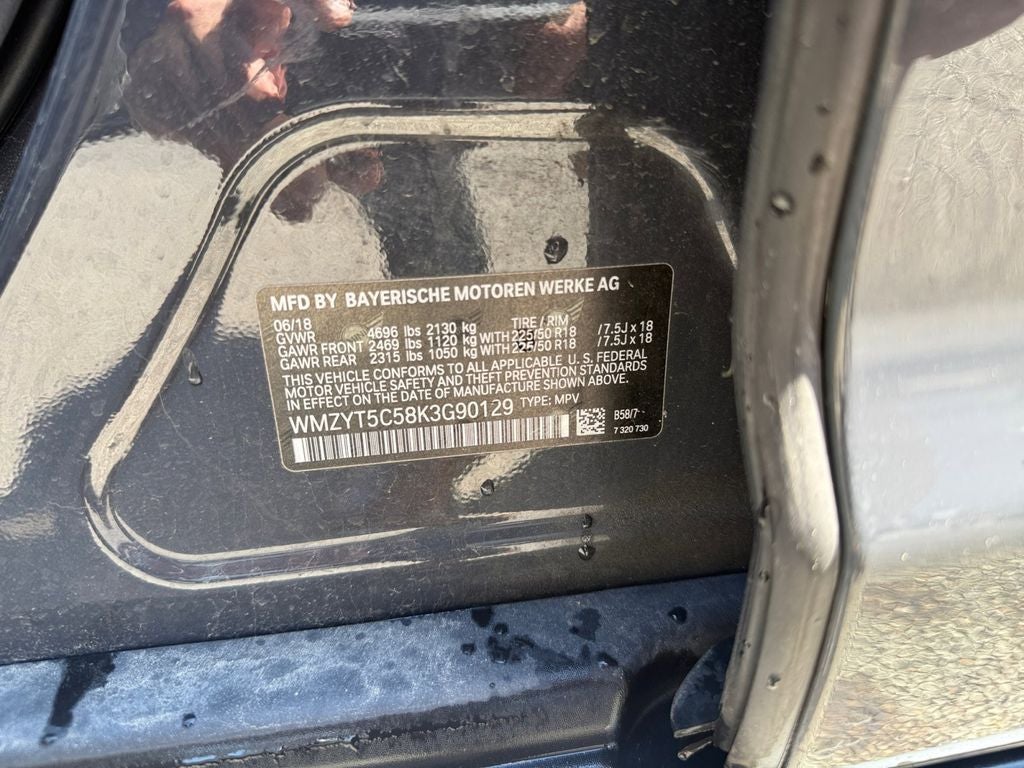 MFD BY BAYERISCHE MOTOREN WERKE AG
06/18 TIRE / RIM
GVWR 4696 lbs 2130 kg
GAWR FRONT 2469 lbs 1120 kg WITH 225/50 R18 / 7.5J x 18
GAWR REAR 2315 lbs 1050 kg WITH 225/50 R18 / 7.5J x 18
THIS VEHICLE CONFORMS TO ALL APPLICABLE U. S. FEDERAL
MOTOR VEHICLE SAFETY AND THEFT PREVENTION STANDARDS
IN EFFECT ON THE DATE OF MANUFACTURE SHOWN ABOVE.
WMZYT5C58K3G90129 TYPE: MPV
B58/7
7 320 730